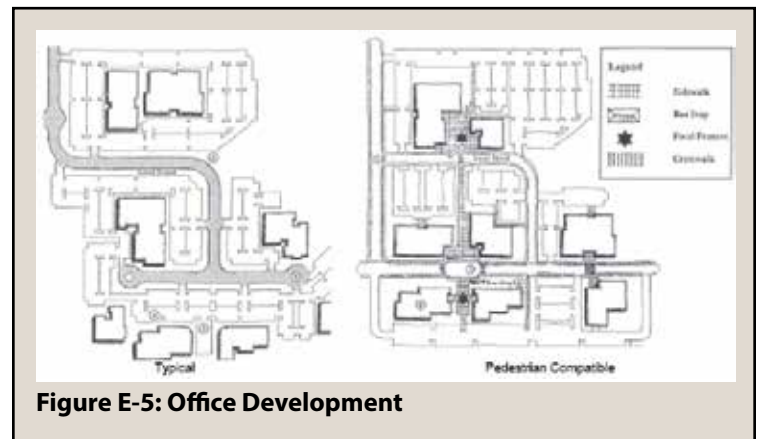 Legend
Sidewalk
Bus Stop
Focal Feature
Crosswalk
Typical
Pedestrian Compatible
Figure E-5: Office Development